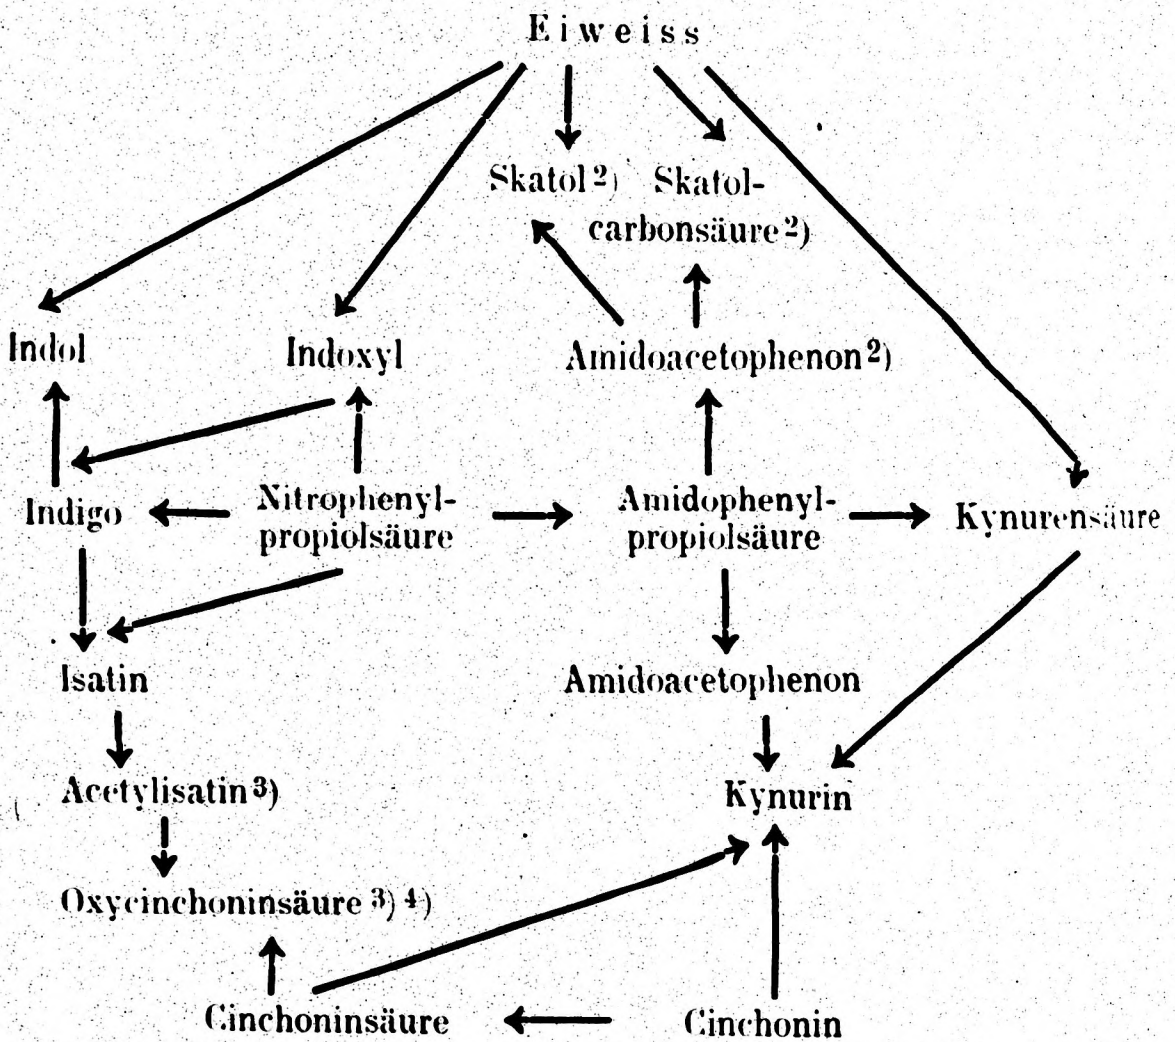 Eiweiss
Skatol 2) Skatol-
carbonsäure 2)
Indol Indoxyl Amidoacetophenon 2)
Indigo Nitrophenyl- Amidophenyl- Kynurensäure
propiolsäure propiolsäure
Isatin Amidoacetophenon
Acetylisatin 3) Kynurin
Oxycinchoninsäure 3) 4)
Cinchoninsäure Cinchonin